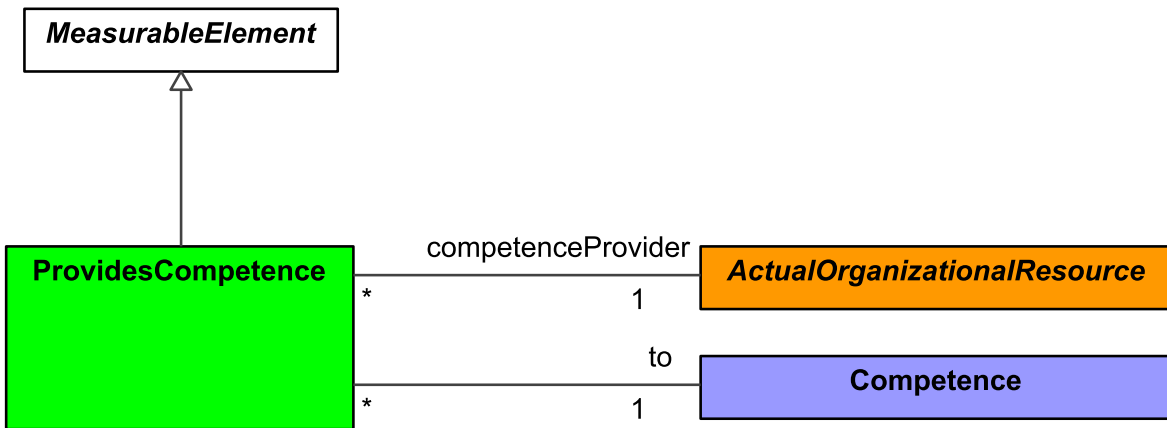 MeasurableElement
competenceProvider
ProvidesCompetence
ActualOrganizationalResource
*
1
to
Competence
*
1